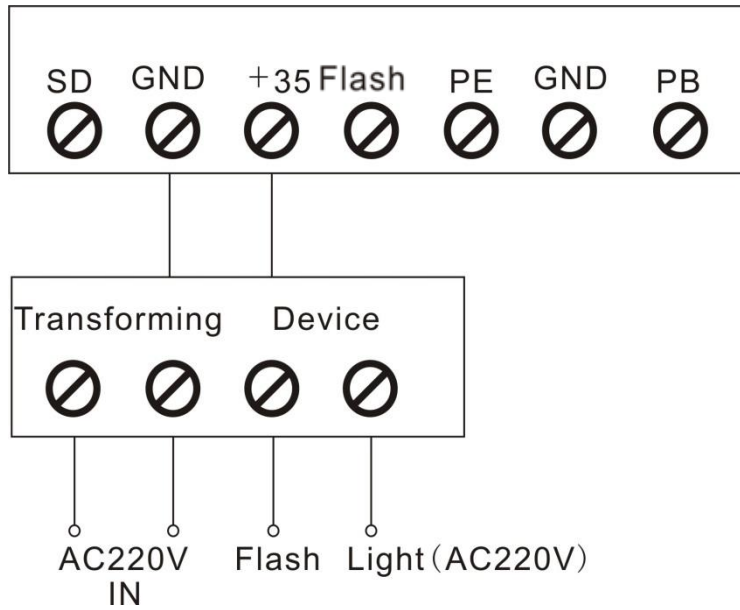 SD GND +35 Flash PE GND PB
Transforming Device
AC220V Flash Light(AC220V)
IN